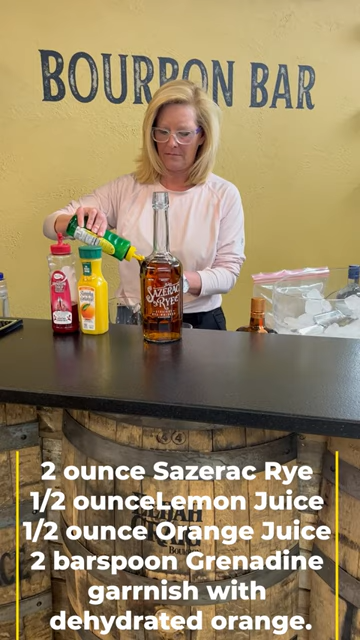 BOURBON BAR
SAZERAC
RYE
2 ounce Sazerac Rye
1/2 ounceLemon Juice
1/2 ounce Orange Juice
2 barspoon Grenadine
garrnish with
dehydrated orange.